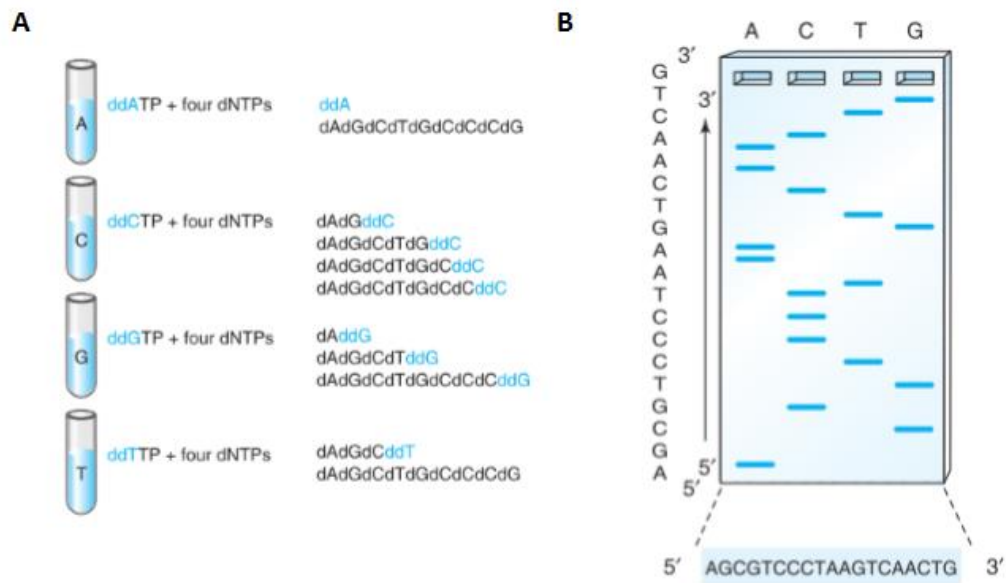 A
A
ddATP + four dNTPs
ddA
dAdGdCdTdGdCdCdCdG
C
ddCTP + four dNTPs
dAdGddC
dAdGdCdTdGddC
dAdGdCdTdGdCddC
dAdGdCdTdGdCdCddC
G
ddGTP + four dNTPs
dAddG
dAdGdCdTddG
dAdGdCdTdGdCdCdCddG
T
ddTTP + four dNTPs
dAdGdCddT
dAdGdCdTdGdCdCdCdG
B
A C T G
3′
G
T
3′
C
A
A
C
T
G
A
A
T
C
C
C
T
G
C
G
A
5′
5′
5′ AGCGTCCCTAAGTCAACTG 3′